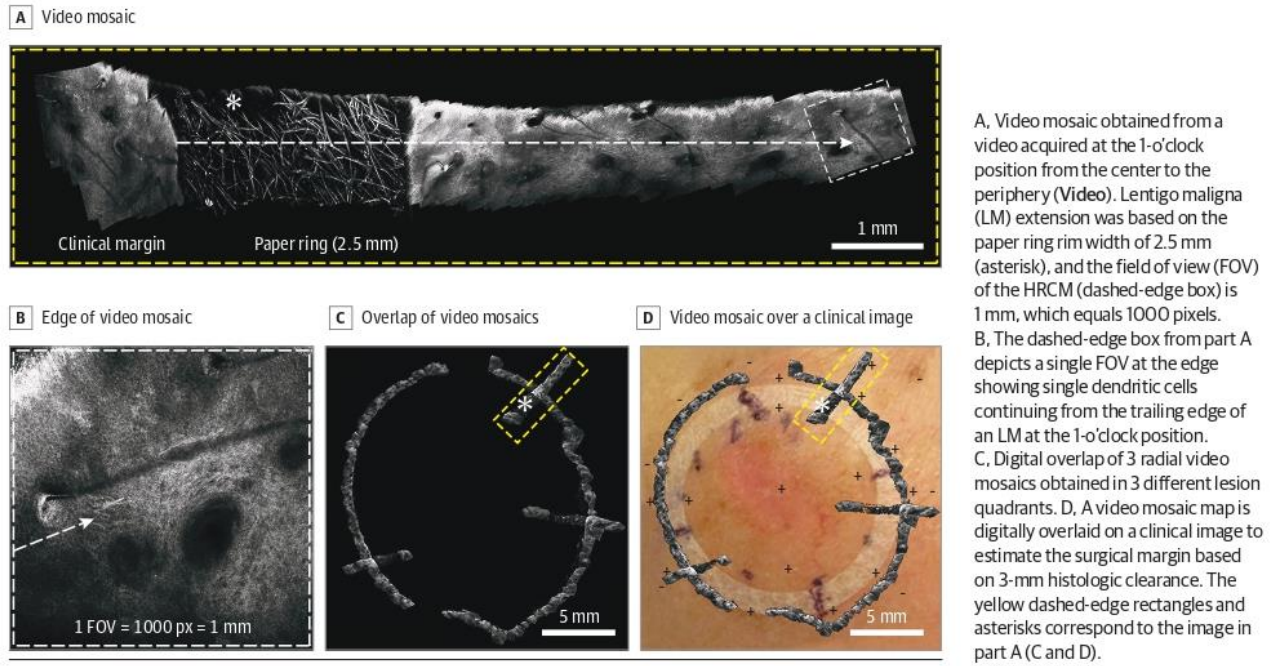 A Video mosaic
*
Clinical margin
Paper ring (2.5 mm)
1 mm
B Edge of video mosaic
1 FOV = 1000 px = 1 mm
C Overlap of video mosaics
*
5 mm
D Video mosaic over a clinical image
*
5 mm
A, Video mosaic obtained from a
video acquired at the 1-o'clock
position from the center to the
periphery (Video). Lentigo maligna
(LM) extension was based on the
paper ring rim width of 2.5 mm
(asterisk), and the field of view (FOV)
of the HRCM (dashed-edge box) is
1 mm, which equals 1000 pixels.
B, The dashed-edge box from part A
depicts a single FOV at the edge
showing single dendritic cells
continuing from the trailing edge of
an LM at the 1-o'clock position.
C, Digital overlap of 3 radial video
mosaics obtained in 3 different lesion
quadrants. D, A video mosaic map is
digitally overlaid on a clinical image to
estimate the surgical margin based
on 3-mm histologic clearance. The
yellow dashed-edge rectangles and
asterisks correspond to the image in
part A (C and D).